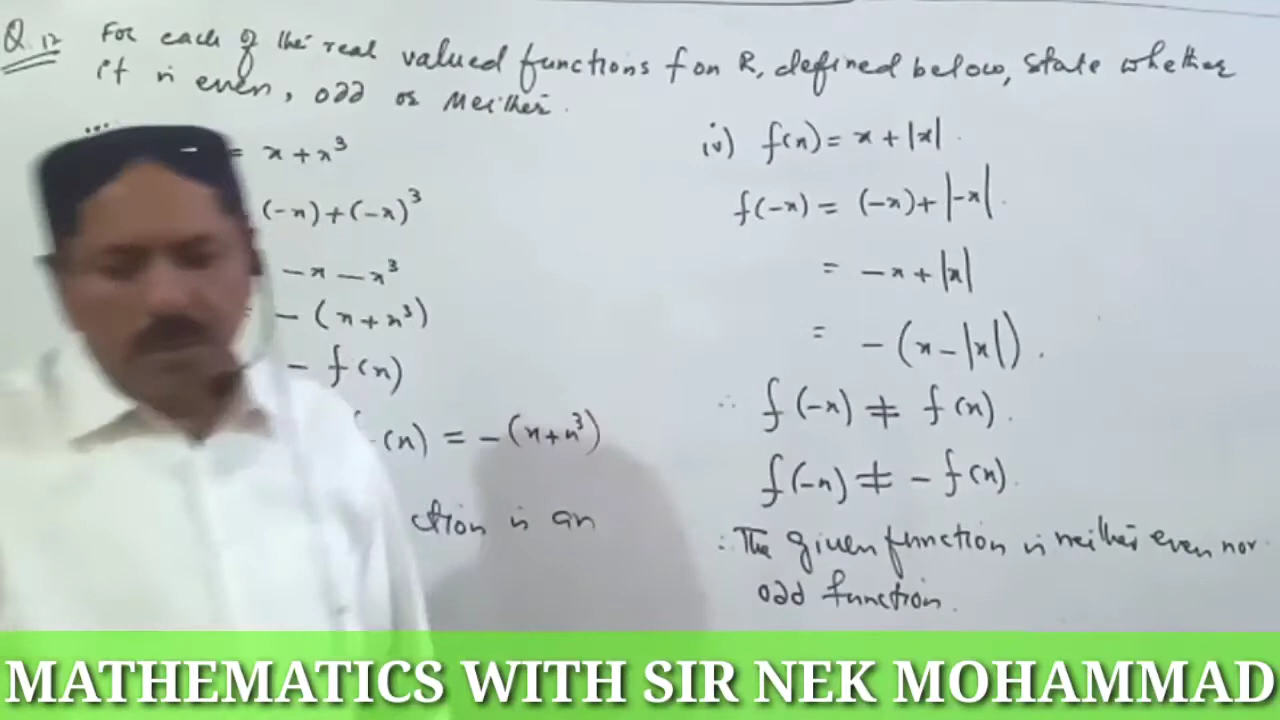 Q.12 For each of the real valued functions f on R, defined below, state whether
it is even, odd or neither.
= x + x³
(-x) + (-x)³
- x - x³
- (x + x³)
- f(x)
(x) = - (x + x³)
ction is an
iv) f(x) = x + |x|.
f(-x) = (-x) + |-x|.
= - x + |x|
= - (x - |x|).
∴ f(-x) ≠ f(x).
f(-x) ≠ - f(x).
∴ The given function is neither even nor
odd function.
MATHEMATICS WITH SIR NEK MOHAMMAD